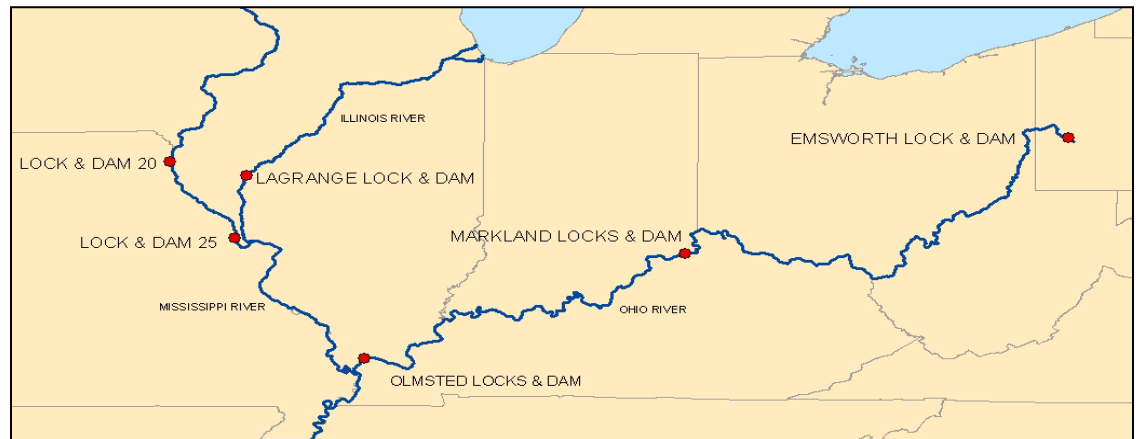 ILLINOIS RIVER
EMSWORTH LOCK & DAM
LOCK & DAM 20
LAGRANGE LOCK & DAM
MARKLAND LOCKS & DAM
LOCK & DAM 25
MISSISSIPPI RIVER
OHIO RIVER
OLMSTED LOCKS & DAM